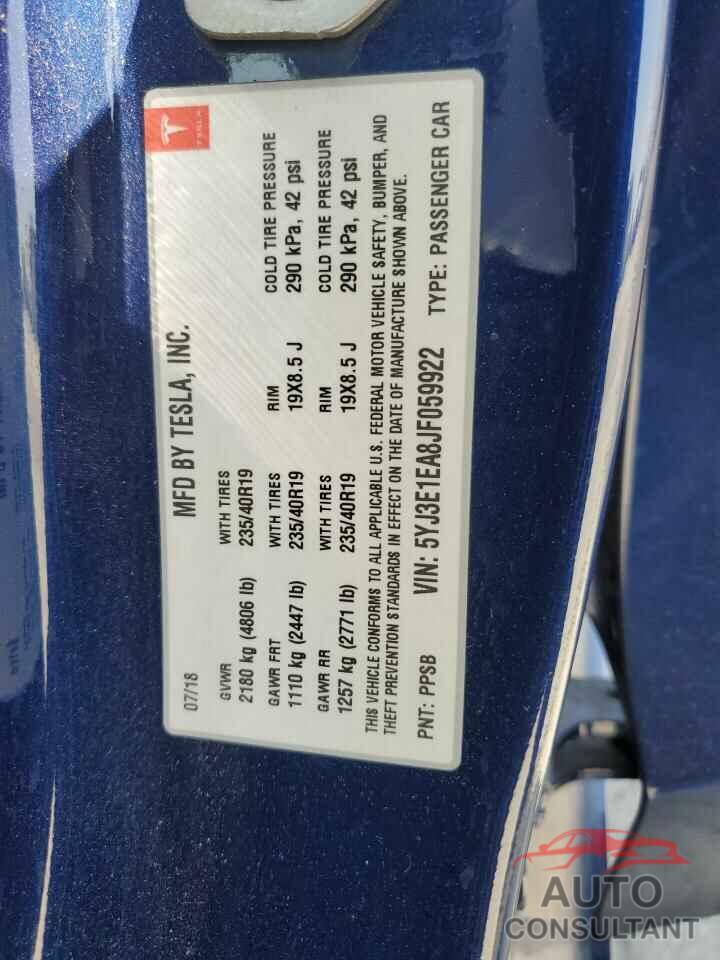 TESLA
MFD BY TESLA, INC.
07/18
GVWR WITH TIRES
2180 kg (4806 lb) 235/40R19
GAWR FRT WITH TIRES RIM COLD TIRE PRESSURE
1110 kg (2447 lb) 235/40R19 19X8.5 J 290 kPa, 42 psi
GAWR RR WITH TIRES RIM COLD TIRE PRESSURE
1257 kg (2771 lb) 235/40R19 19X8.5 J 290 kPa, 42 psi
THIS VEHICLE CONFORMS TO ALL APPLICABLE U.S. FEDERAL MOTOR VEHICLE SAFETY, BUMPER, AND
THEFT PREVENTION STANDARDS IN EFFECT ON THE DATE OF MANUFACTURE SHOWN ABOVE.
PNT: PPSB VIN: 5YJ3E1EA8JF059922 TYPE: PASSENGER CAR
AUTO
CONSULTANT